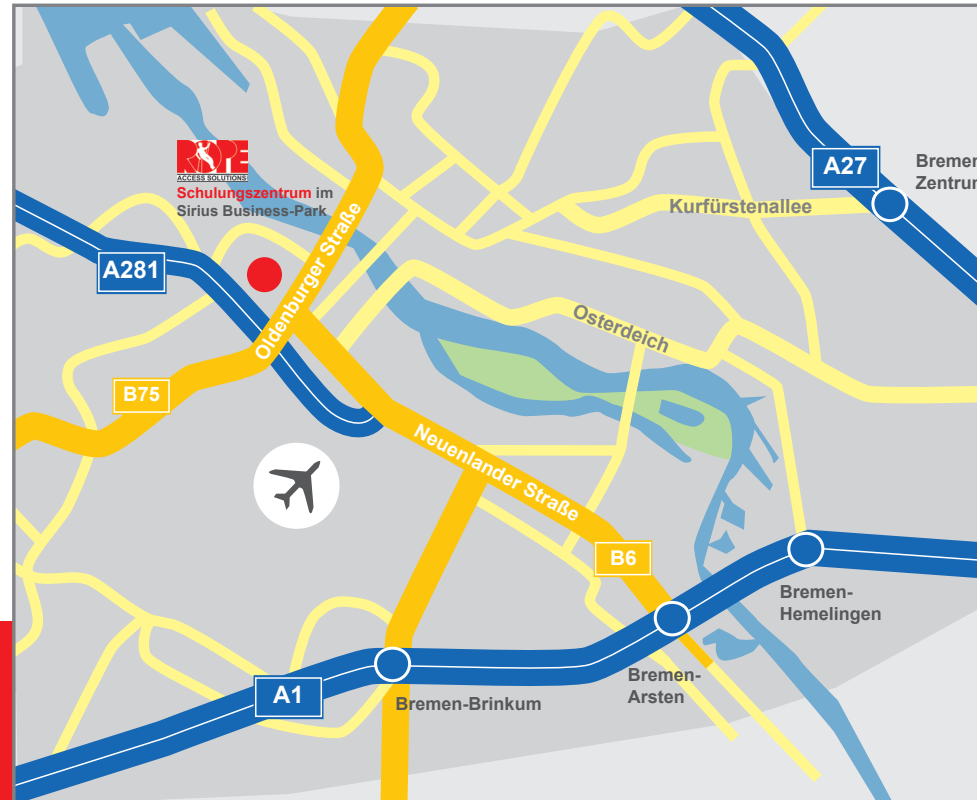 ROPE
ACCESS SOLUTIONS
Schulungszentrum im
Sirius Business-Park
A27
Bremen
Zentrum
Kurfürstenallee
A281
Oldenburger Straße
Osterdeich
B75
Neuenlander Straße
B6
Bremen-
Hemelingen
Bremen-
Arsten
A1
Bremen-Brinkum